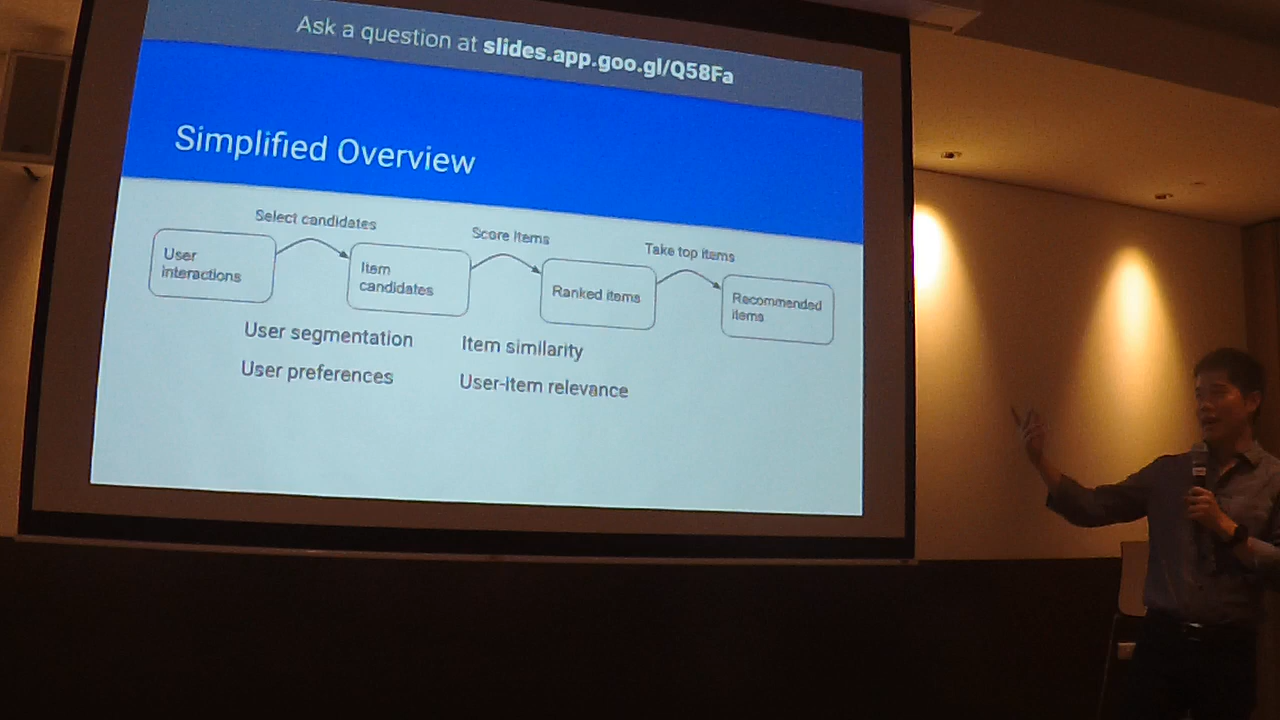 Ask a question at slides.app.goo.gl/Q58Fa
Simplified Overview
Select candidates
Score items
Take top items
User
interactions
Item
candidates
Ranked items
Recommended
items
User segmentation
Item similarity
User preferences
User-item relevance